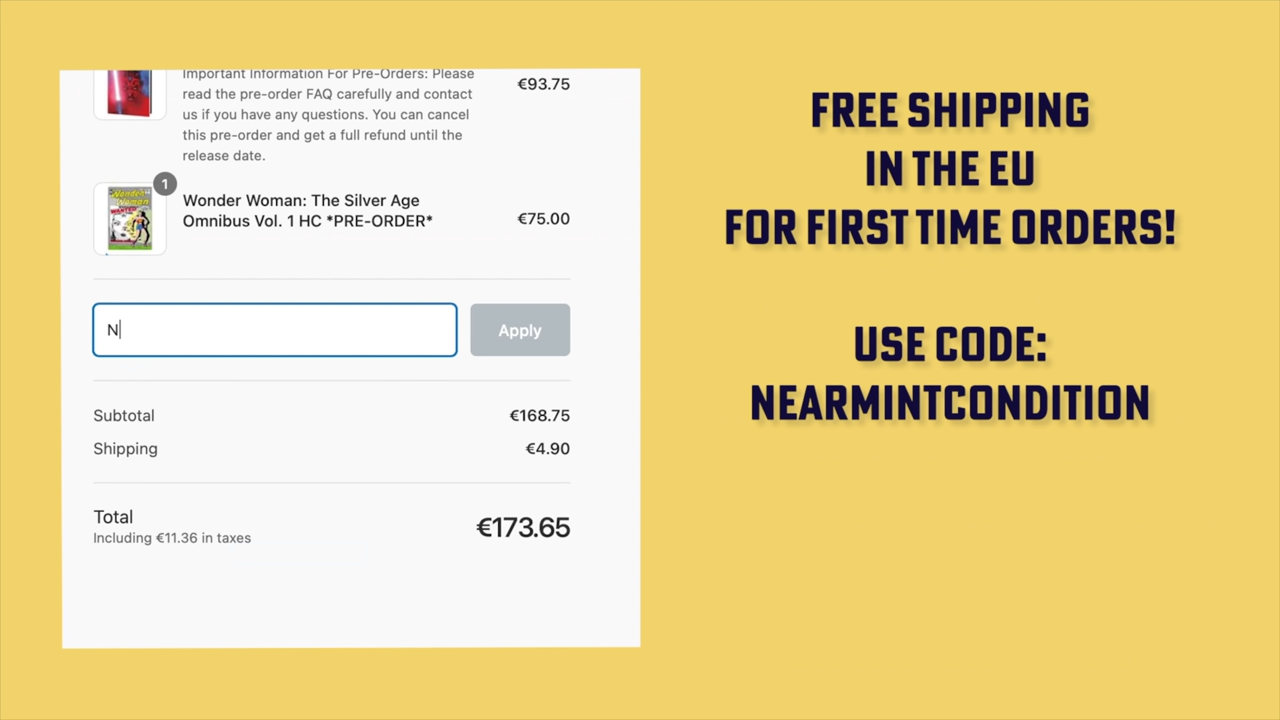 Important Information For Pre-Orders: Please
read the pre-order FAQ carefully and contact
us if you have any questions. You can cancel
this pre-order and get a full refund until the
release date.
€93.75
1
Wonder Woman: The Silver Age
Omnibus Vol. 1 HC *PRE-ORDER*
€75.00
N
Apply
Subtotal
€168.75
Shipping
€4.90
Total
Including €11.36 in taxes
€173.65
FREE SHIPPING
IN THE EU
FOR FIRST TIME ORDERS!
USE CODE:
NEARMINTCONDITION